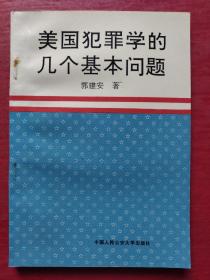 美国犯罪学的
几个基本问题
郭建安 著
中国人民公安大学出版社